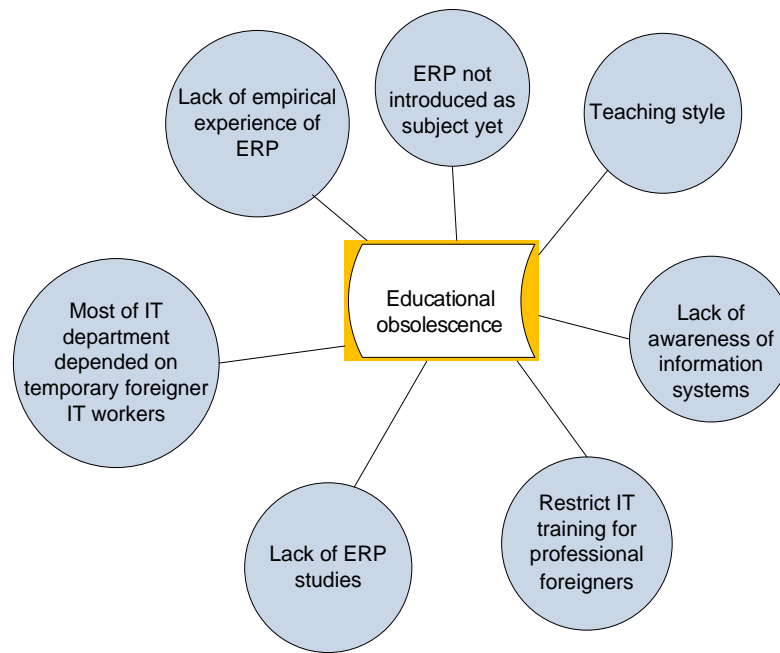 ERP not
introduced as
subject yet
Lack of empirical
experience of
ERP
Teaching style
Educational
obsolescence
Most of IT
department
depended on
temporary foreigner
IT workers
Lack of
awareness of
information
systems
Restrict IT
training for
professional
foreigners
Lack of ERP
studies